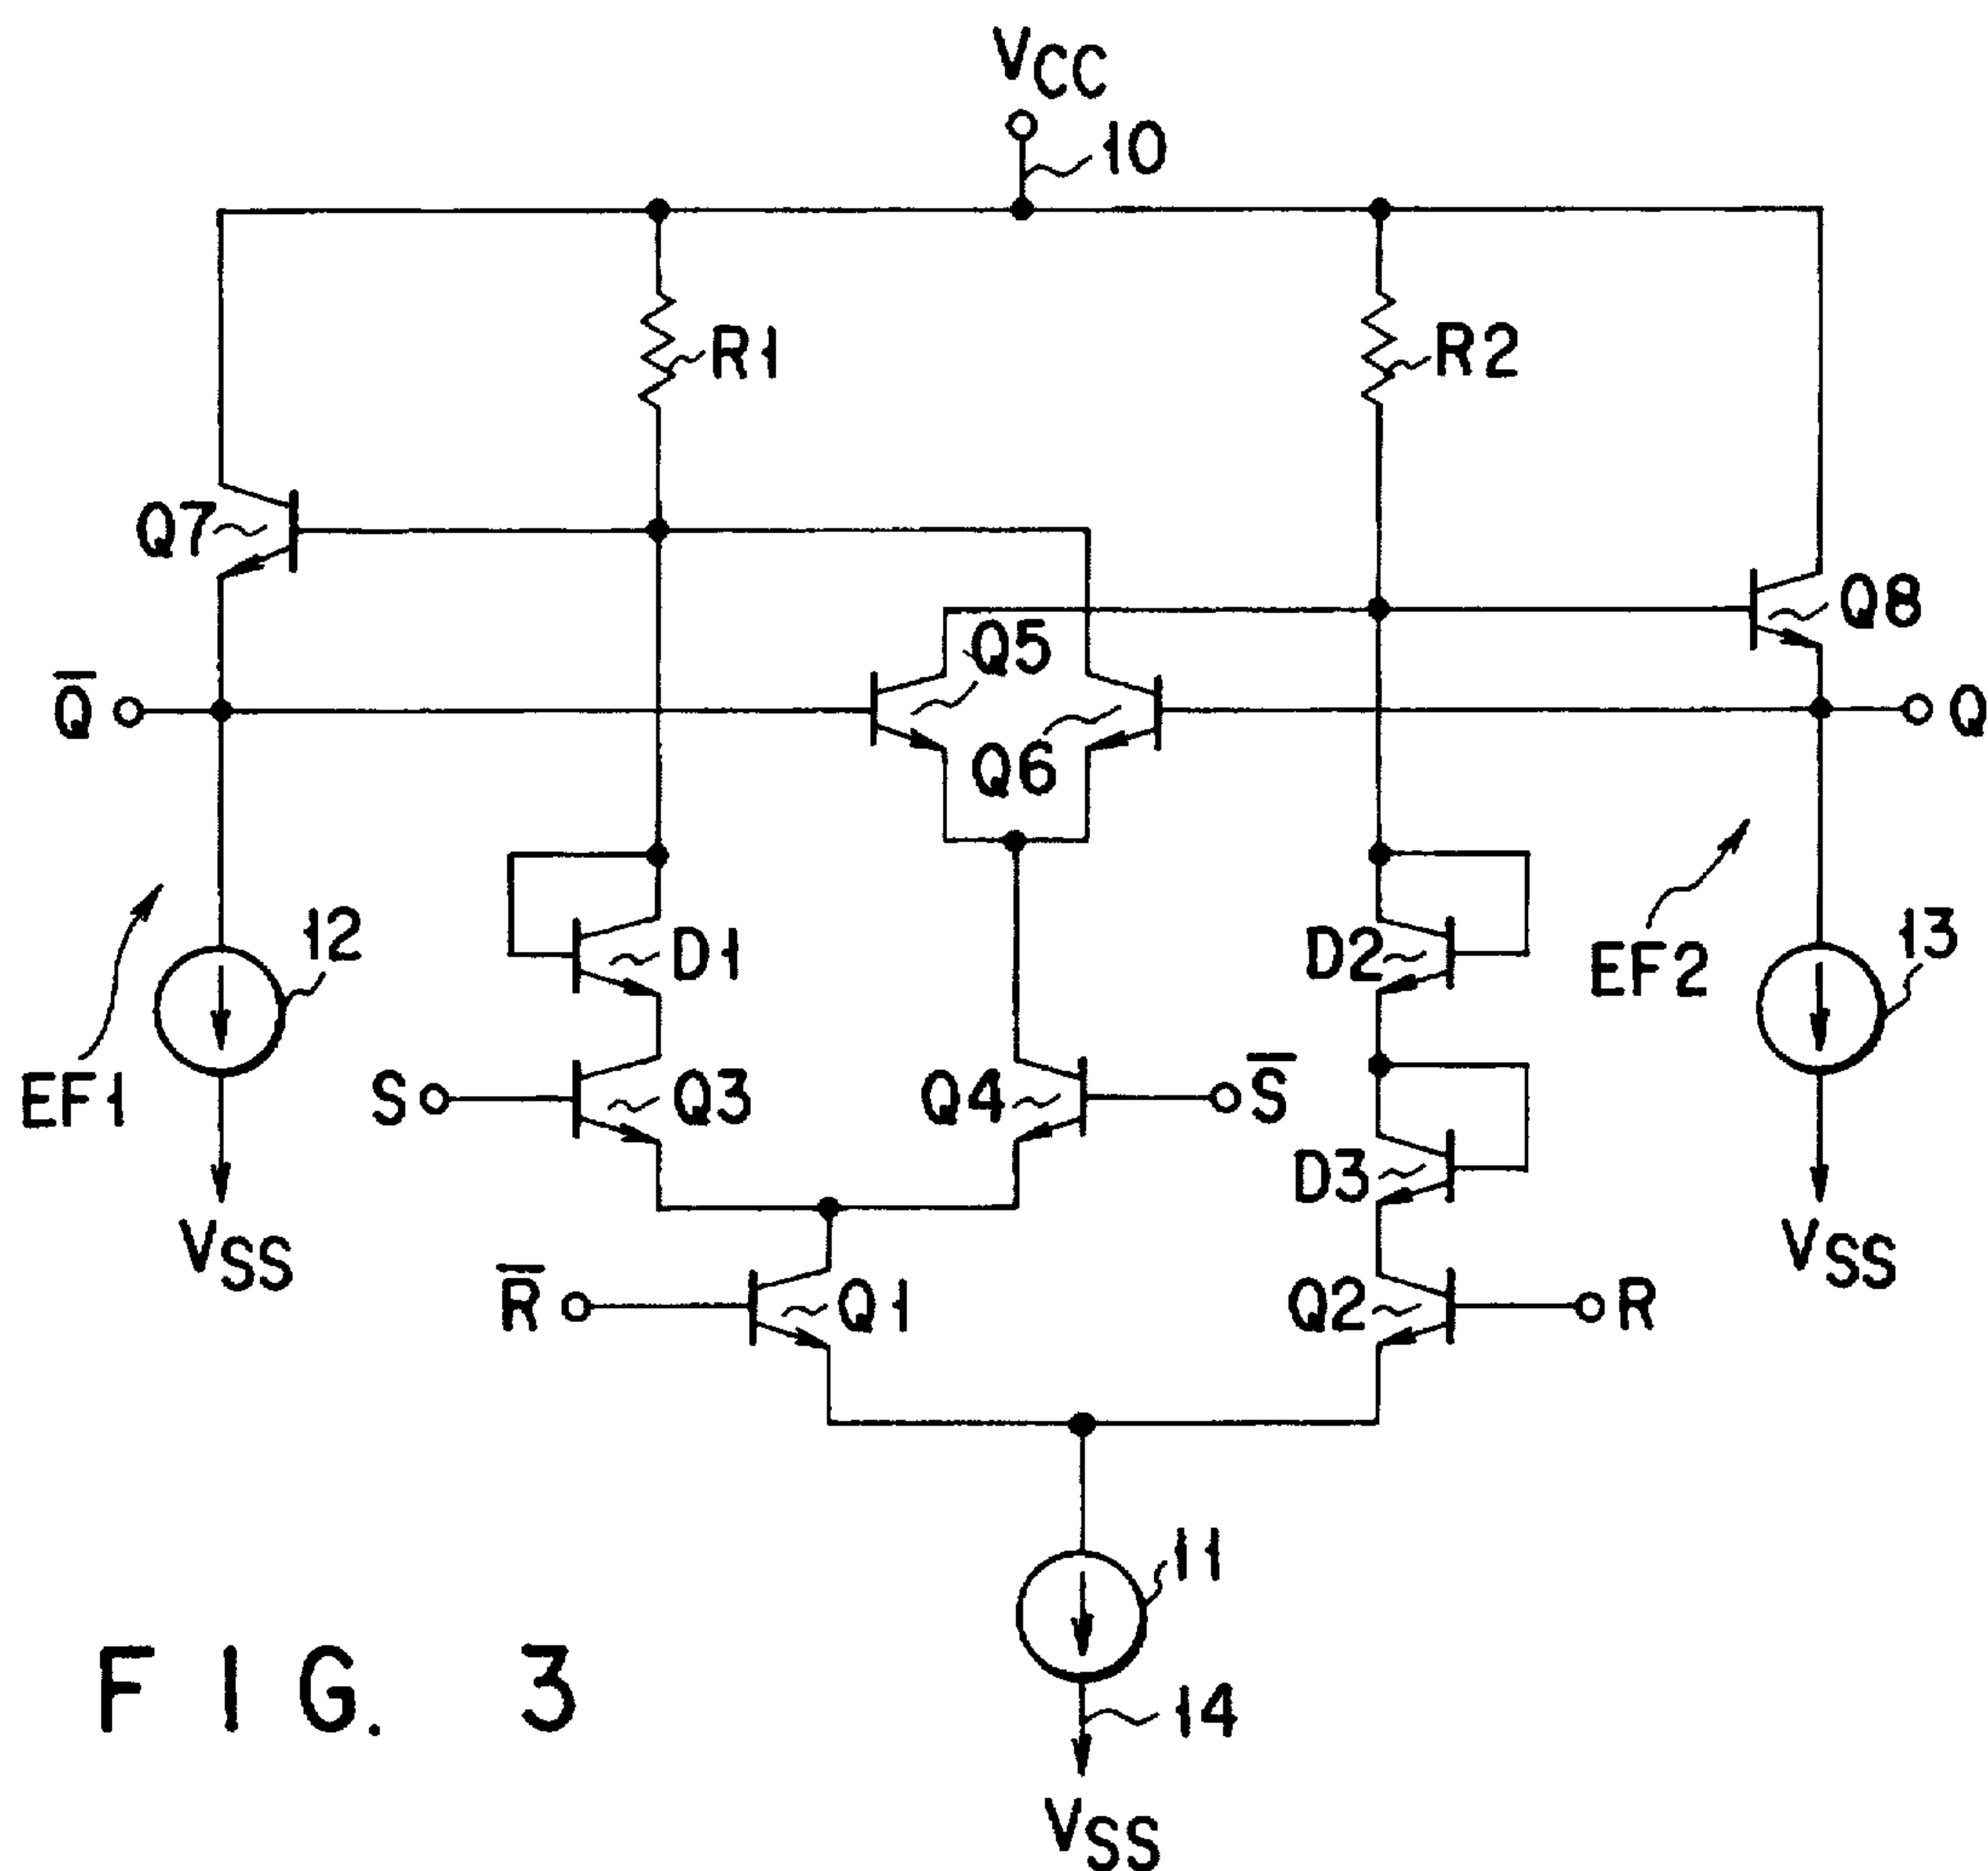 VCC
10
R1
R2
Q7
Q8
Q5
Q̅
Q
Q6
12
D1
D2
EF2
13
EF1
S
Q3
Q4
S̅
D3
VSS
VSS
R̅
Q1
Q2
R
11
14
FIG. 3
VSS